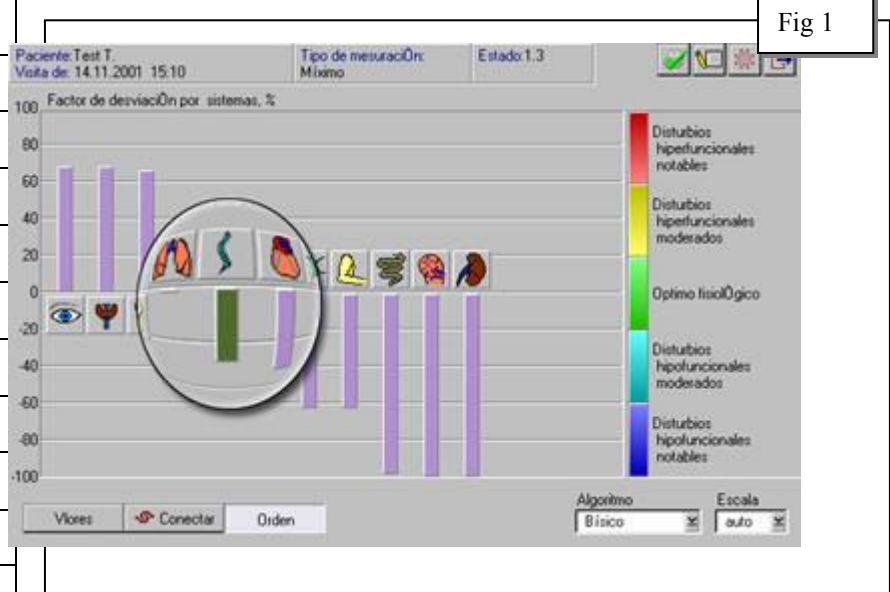 Fig 1
Paciente:Test T.
Visita de: 14.11.2001 15:10
Tipo de mesuraciÓn:
Míximo
Estado:1.3
Factor de desviaciÓn por sistemas, %
100
80
60
40
20
0
-20
-40
-60
-80
-100
Disturbios
hiperfuncionales
notables
Disturbios
hiperfuncionales
moderados
Optimo fisiolÓgico
Disturbios
hipofuncionales
moderados
Disturbios
hipofuncionales
notables
Vlores
Conectar
Orden
Algoritmo
Bísico
Escala
auto